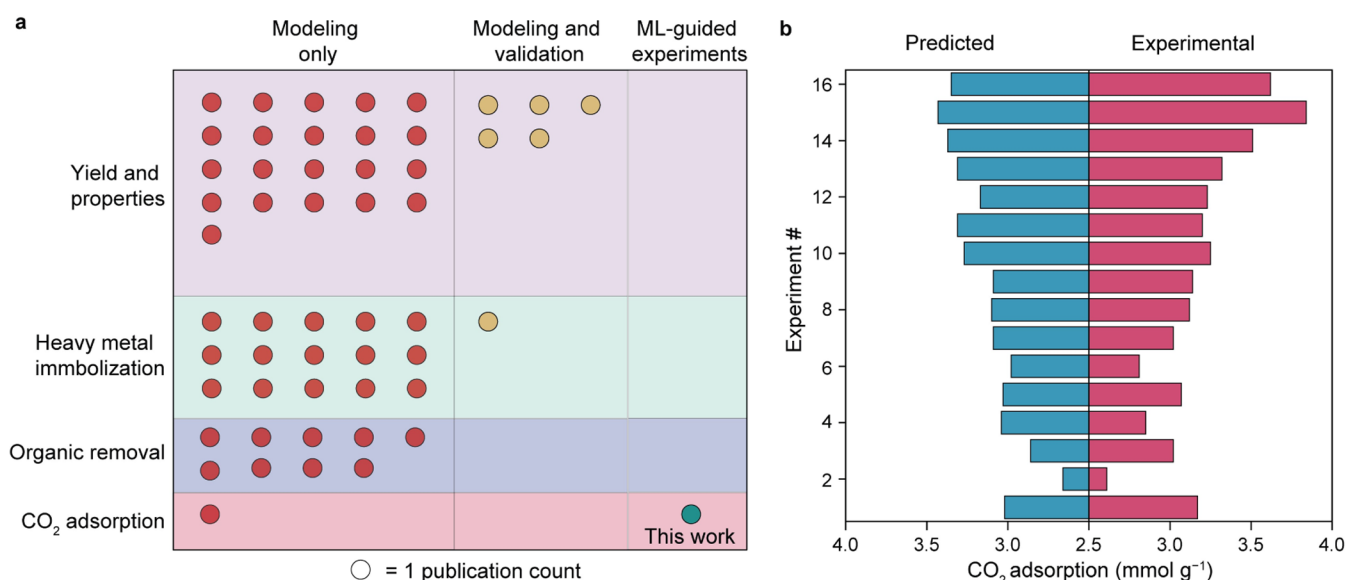 a
Modeling
only
Modeling and
validation
ML-guided
experiments
Yield and
properties
Heavy metal
immbolization
Organic removal
CO2 adsorption
This work
= 1 publication count
b
Predicted
Experimental
Experiment #
16
14
12
10
8
6
4
2
4.0
3.5
3.0
2.5
3.0
3.5
4.0
CO2 adsorption (mmol g−1)